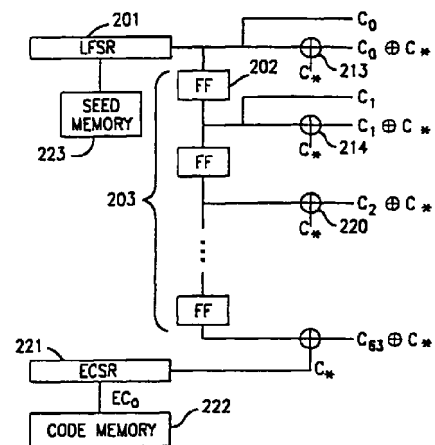 201
LFSR
C0
202
C0 ⊕ C*
C*
213
FF
SEED
MEMORY
223
C1
C1 ⊕ C*
C*
214
FF
203
C2 ⊕ C*
C*
220
FF
C63 ⊕ C*
221
ECSR
C*
EC0
222
CODE MEMORY